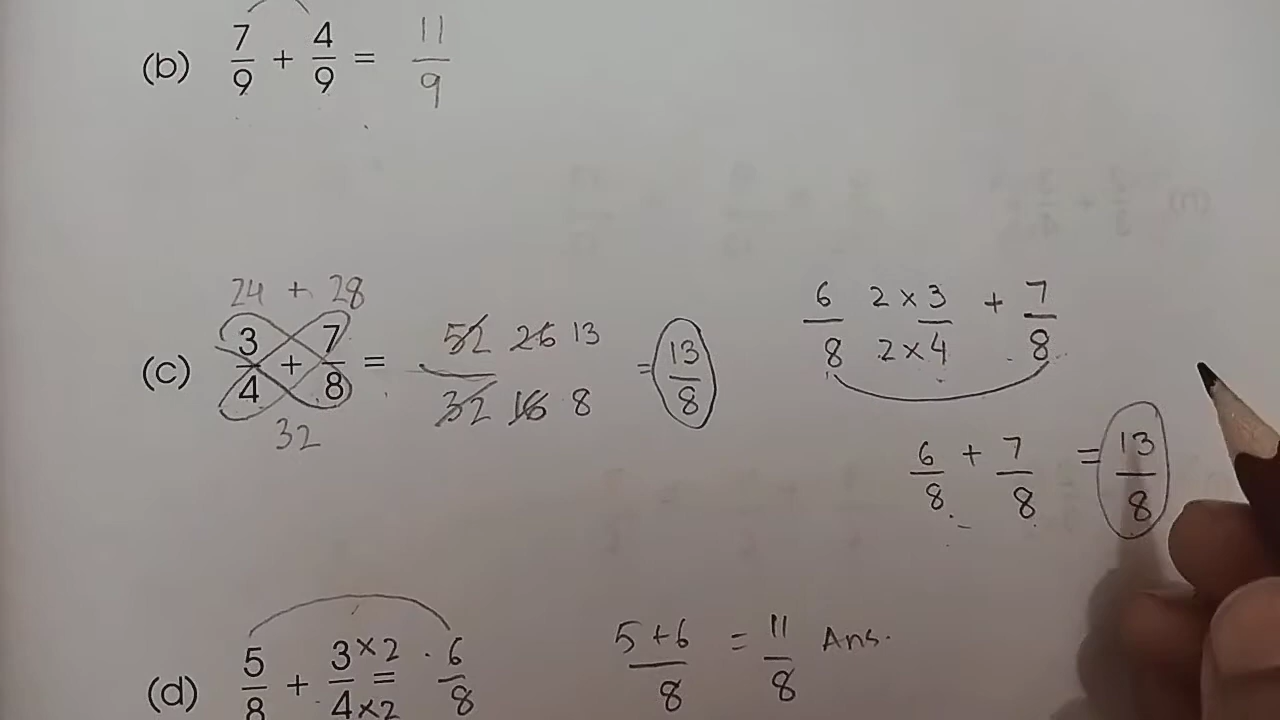 (b) 7/9 + 4/9 = 11/9
24 + 28
(c) 3/4 + 7/8 = 52/32 26/16 13/8 = 13/8
32
6/8 2×3/2×4 + 7/8
6/8 + 7/8 = 13/8
(d) 5/8 + 3×2/4×2 = 6/8 5+6/8 = 11/8 Ans.